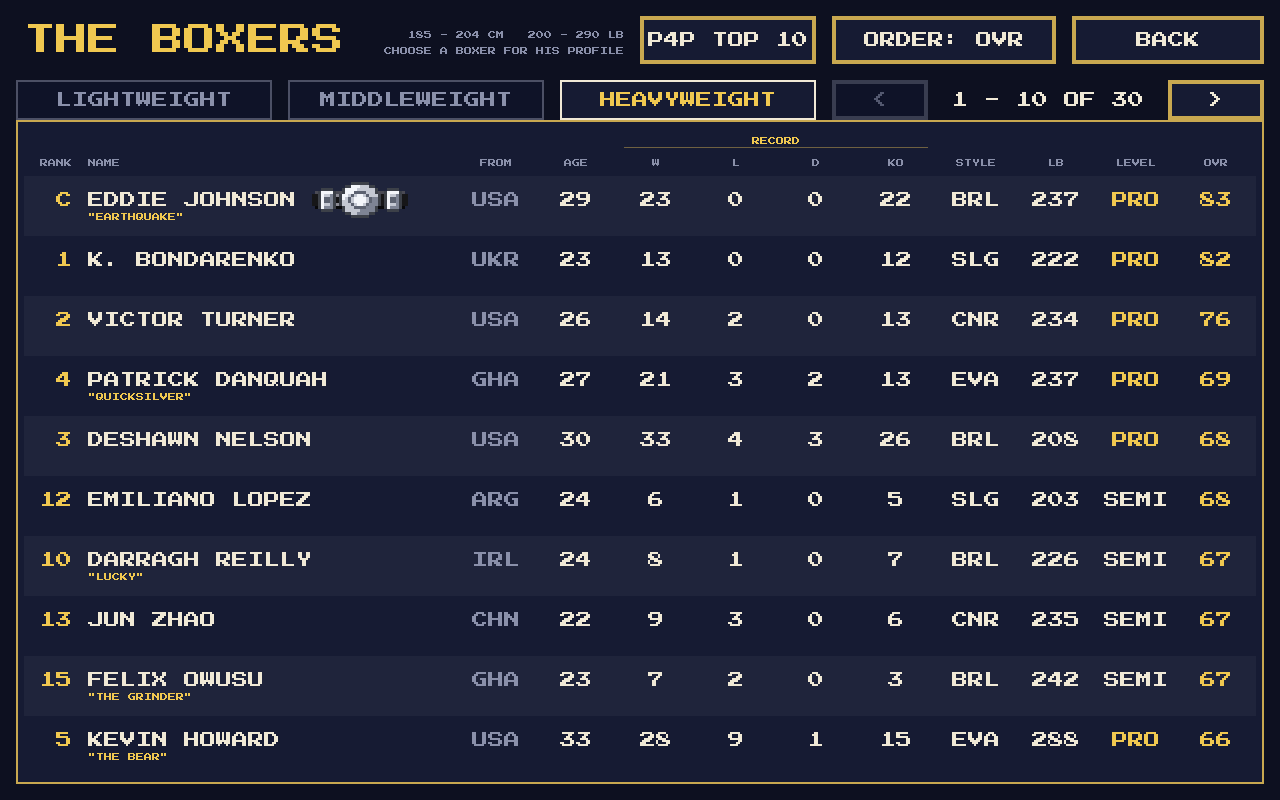 THE BOXERS
185 - 204 CM 200 - 290 LB
CHOOSE A BOXER FOR HIS PROFILE
P4P TOP 10
ORDER: OVR
BACK
LIGHTWEIGHT MIDDLEWEIGHT HEAVYWEIGHT < 1 - 10 OF 30 >
RECORD
RANK NAME FROM AGE W L D KO STYLE LB LEVEL OVR
C EDDIE JOHNSON USA 29 23 0 0 22 BRL 237 PRO 83
"EARTHQUAKE"
1 K. BONDARENKO UKR 23 13 0 0 12 SLG 222 PRO 82
2 VICTOR TURNER USA 26 14 2 0 13 CNR 234 PRO 76
4 PATRICK DANQUAH GHA 27 21 3 2 13 EVA 237 PRO 69
"QUICKSILVER"
3 DESHAWN NELSON USA 30 33 4 3 26 BRL 208 PRO 68
12 EMILIANO LOPEZ ARG 24 6 1 0 5 SLG 203 SEMI 68
10 DARRAGH REILLY IRL 24 8 1 0 7 BRL 226 SEMI 67
"LUCKY"
13 JUN ZHAO CHN 22 9 3 0 6 CNR 235 SEMI 67
15 FELIX OWUSU GHA 23 7 2 0 3 BRL 242 SEMI 67
"THE GRINDER"
5 KEVIN HOWARD USA 33 28 9 1 15 EVA 288 PRO 66
"THE BEAR"